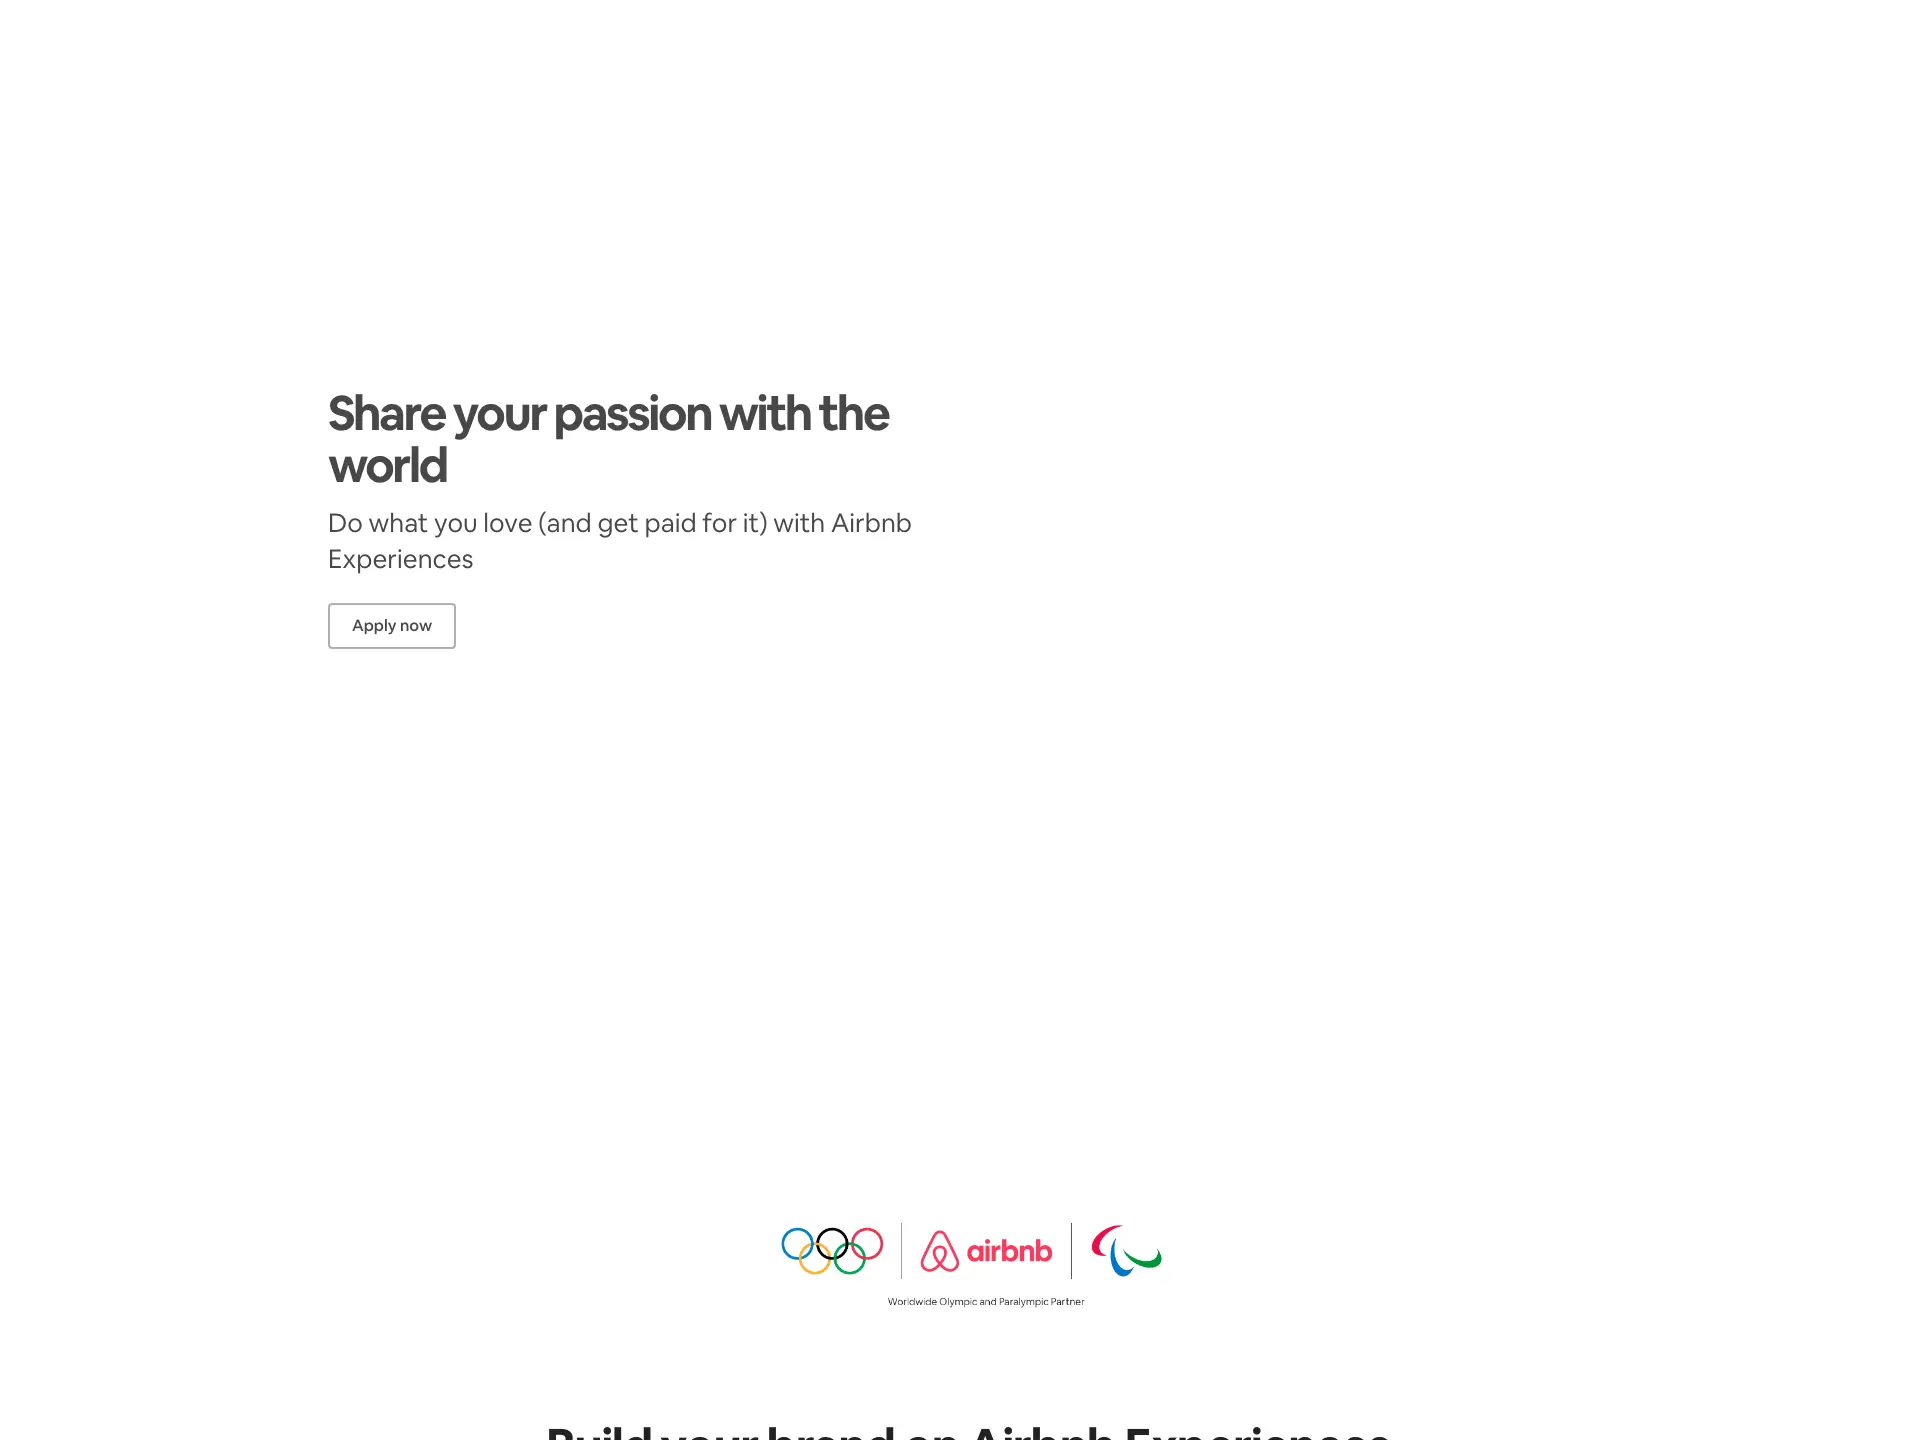 Share your passion with the
world
Do what you love (and get paid for it) with Airbnb
Experiences
Apply now
airbnb
Worldwide Olympic and Paralympic Partner
Build your brand on Airbnb Experiences